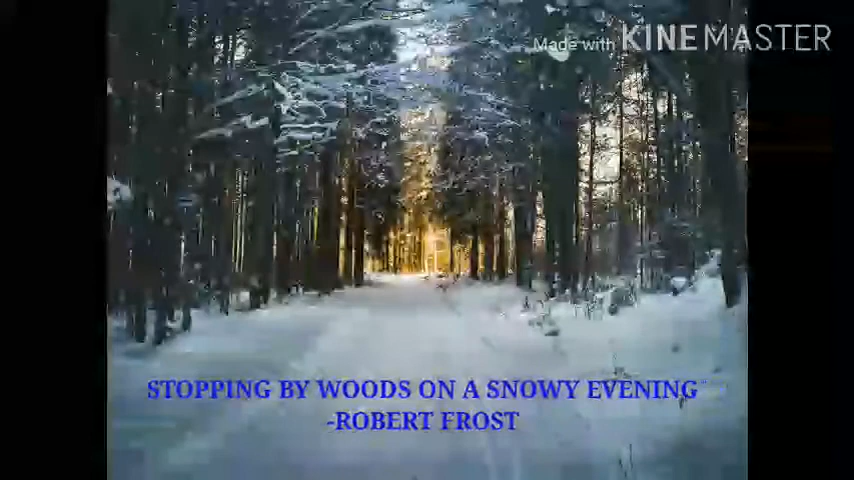 Made with KINEMASTER
STOPPING BY WOODS ON A SNOWY EVENING
-ROBERT FROST